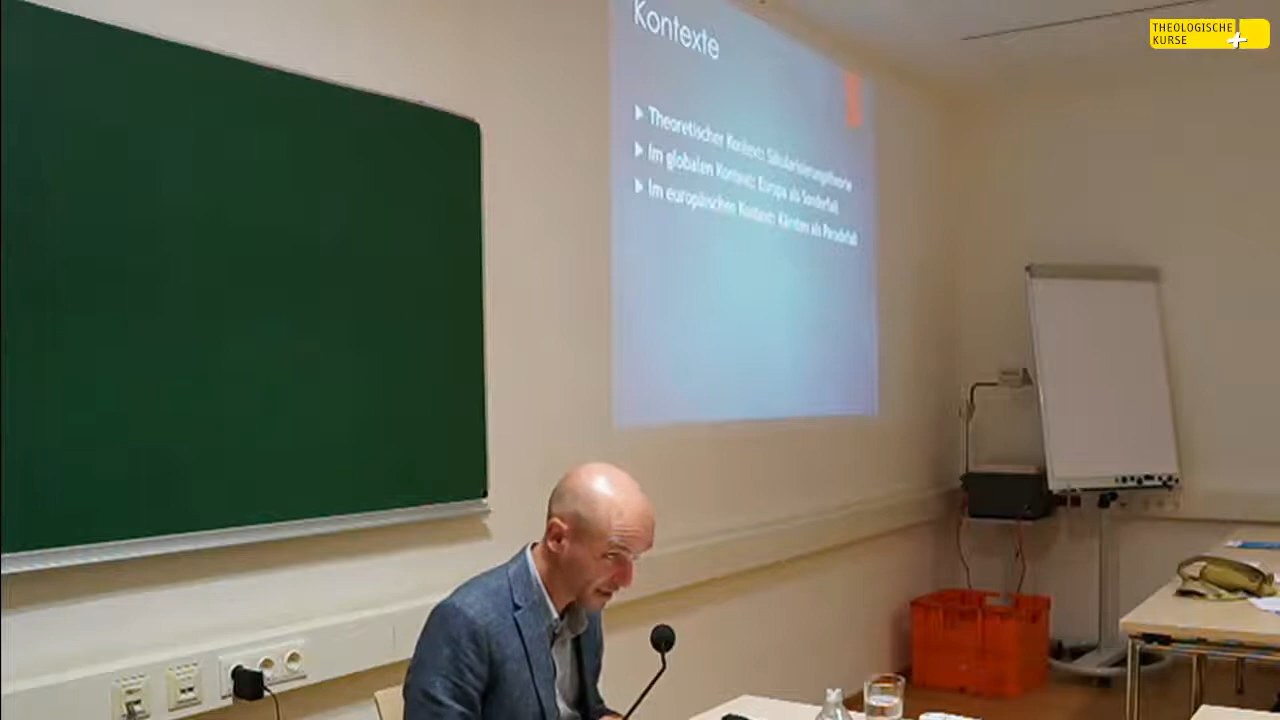 Kontexte
Theoretischer Kontext: Säkularisierungstheorie
Im globalen Kontext: Europa als Sonderfall
Im europäischen Kontext: Kärnten als Paradefall
THEOLOGISCHE
KURSE